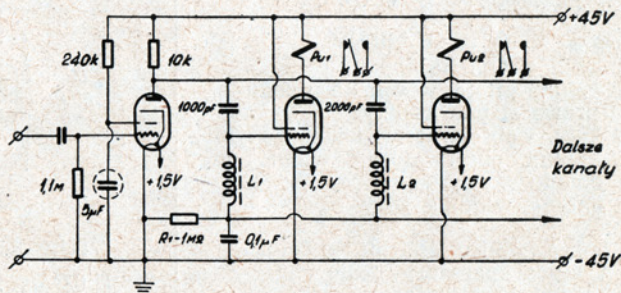 +45V
240k
10k
Pu1
Pu2
1000pF
2000pF
Dalsze
kanały
1,1M
5µF
+1,5V
L1
+1,5V
L2
+1,5V
R1-1MΩ
0,1µF
-45V